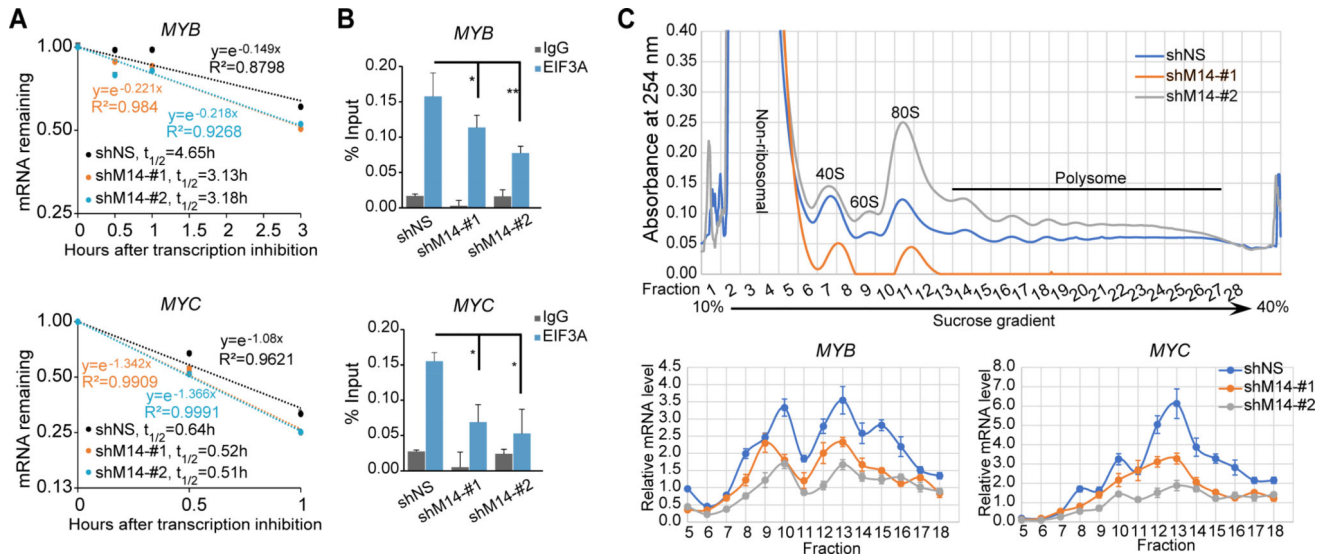 A
MYB
mRNA remaining
1.00
0.50
0.25
y=e^-0.149x
R²=0.8798
y=e^-0.221x
R²=0.984
y=e^-0.218x
R²=0.9268
shNS, t1/2=4.65h
shM14-#1, t1/2=3.13h
shM14-#2, t1/2=3.18h
0 0.5 1 1.5 2 2.5 3
Hours after transcription inhibition
MYC
mRNA remaining
1.00
0.50
0.25
0.13
y=e^-1.08x
R²=0.9621
y=e^-1.342x
R²=0.9909
y=e^-1.366x
R²=0.9991
shNS, t1/2=0.64h
shM14-#1, t1/2=0.52h
shM14-#2, t1/2=0.51h
0 0.5 1
Hours after transcription inhibition
B
MYB
IgG
EIF3A
% Input
0.20
0.15
0.10
0.05
0.00
*
**
shNS
shM14-#1
shM14-#2
MYC
IgG
EIF3A
% Input
0.20
0.15
0.10
0.05
0.00
*
*
shNS
shM14-#1
shM14-#2
C
Absorbance at 254 nm
0.40
0.35
0.30
0.25
0.20
0.15
0.10
0.05
0.00
shNS
shM14-#1
shM14-#2
Non-ribosomal
40S
60S
80S
Polysome
Fraction 1 2 3 4 5 6 7 8 9 10 11 12 13 14 15 16 17 18 19 20 21 22 23 24 25 26 27 28
10% Sucrose gradient 40%
MYB
Relative mRNA level
4.5
4.0
3.5
3.0
2.5
2.0
1.5
1.0
0.5
0.0
5 6 7 8 9 10 11 12 13 14 15 16 17 18
Fraction
MYC
Relative mRNA level
8.0
7.0
6.0
5.0
4.0
3.0
2.0
1.0
0.0
shNS
shM14-#1
shM14-#2
5 6 7 8 9 10 11 12 13 14 15 16 17 18
Fraction